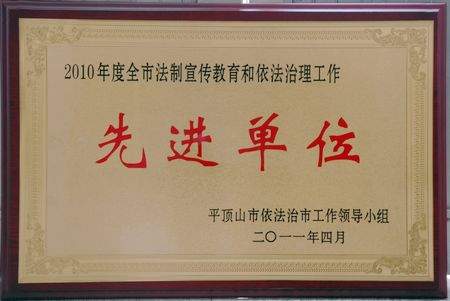 2010年度全市法制宣传教育和依法治理工作
先进单位
平顶山市依法治市工作领导小组
二〇一一年四月